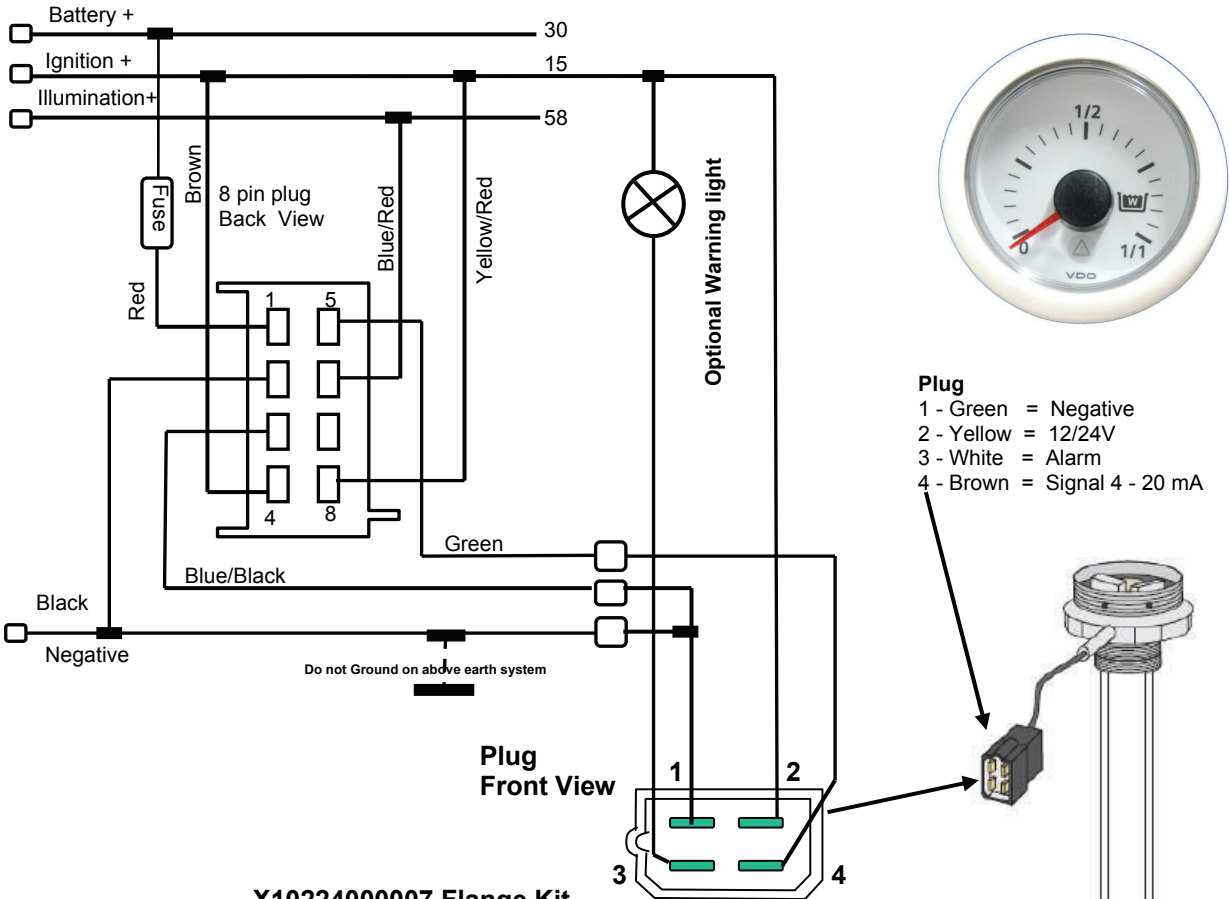 Battery +
30
Ignition +
15
Illumination+
58
Fuse
Brown
8 pin plug
Back View
Blue/Red
Yellow/Red
Optional Warning light
Red
1
5
4
8
Green
Blue/Black
Black
Negative
Do not Ground on above earth system
1/2
W
0
1/1
VDO
Plug
1 - Green = Negative
2 - Yellow = 12/24V
3 - White = Alarm
4 - Brown = Signal 4 - 20 mA
Plug
Front View
1
2
3
4
X10224000007 Flange Kit